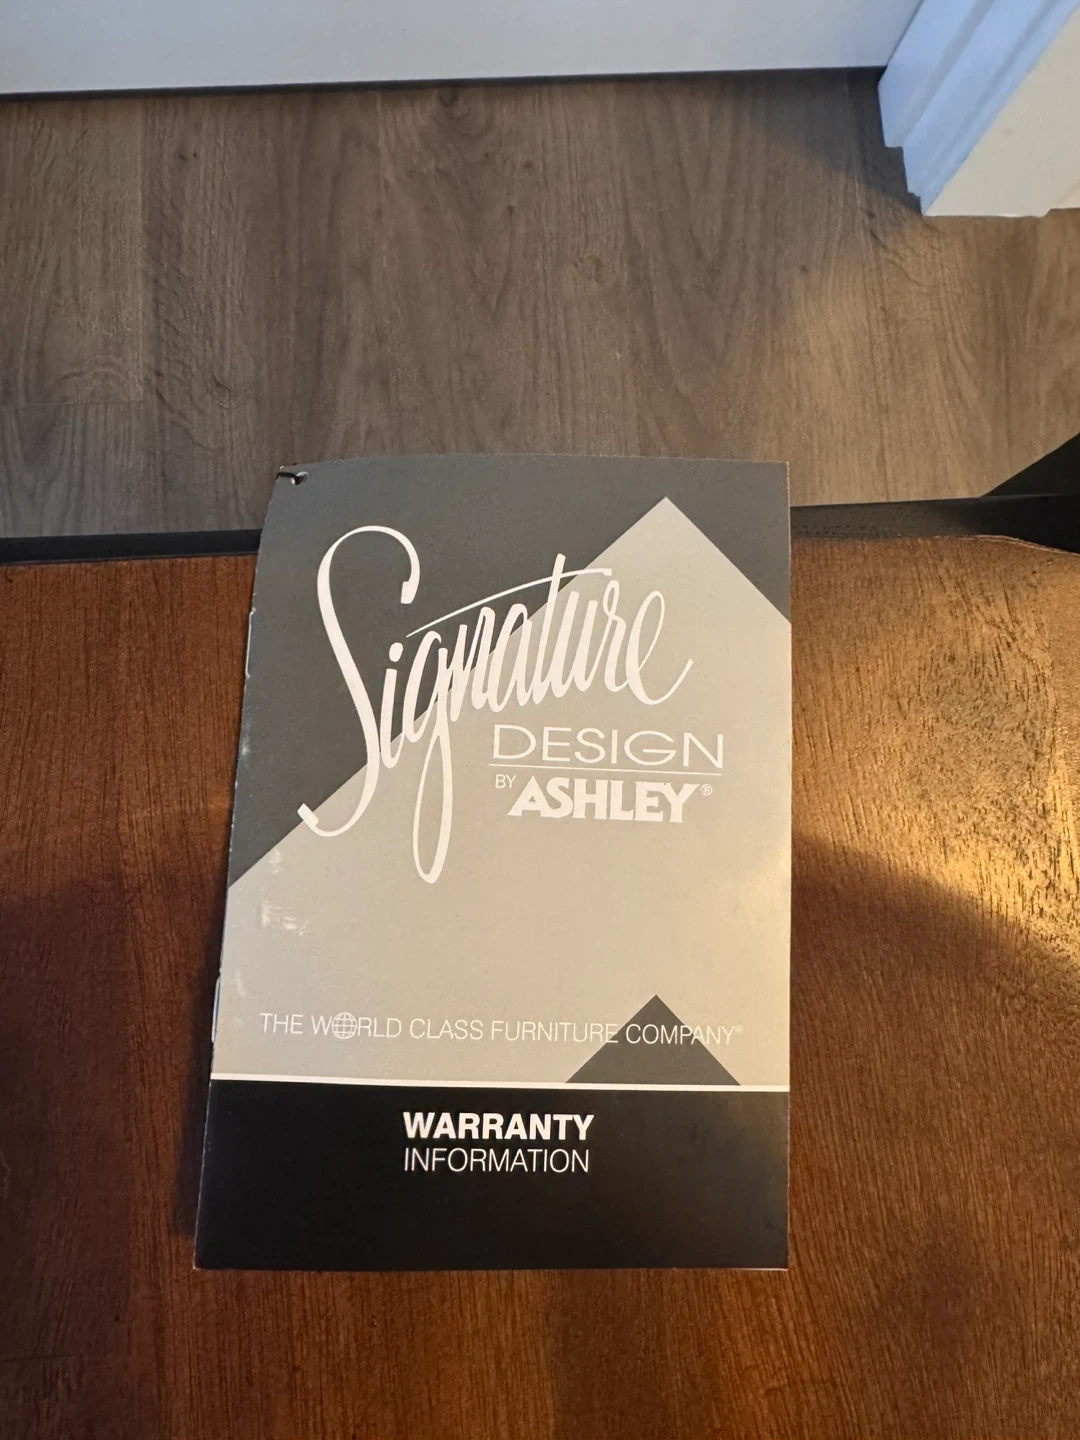 Signature
DESIGN
BY ASHLEY®
THE WORLD CLASS FURNITURE COMPANY®
WARRANTY
INFORMATION